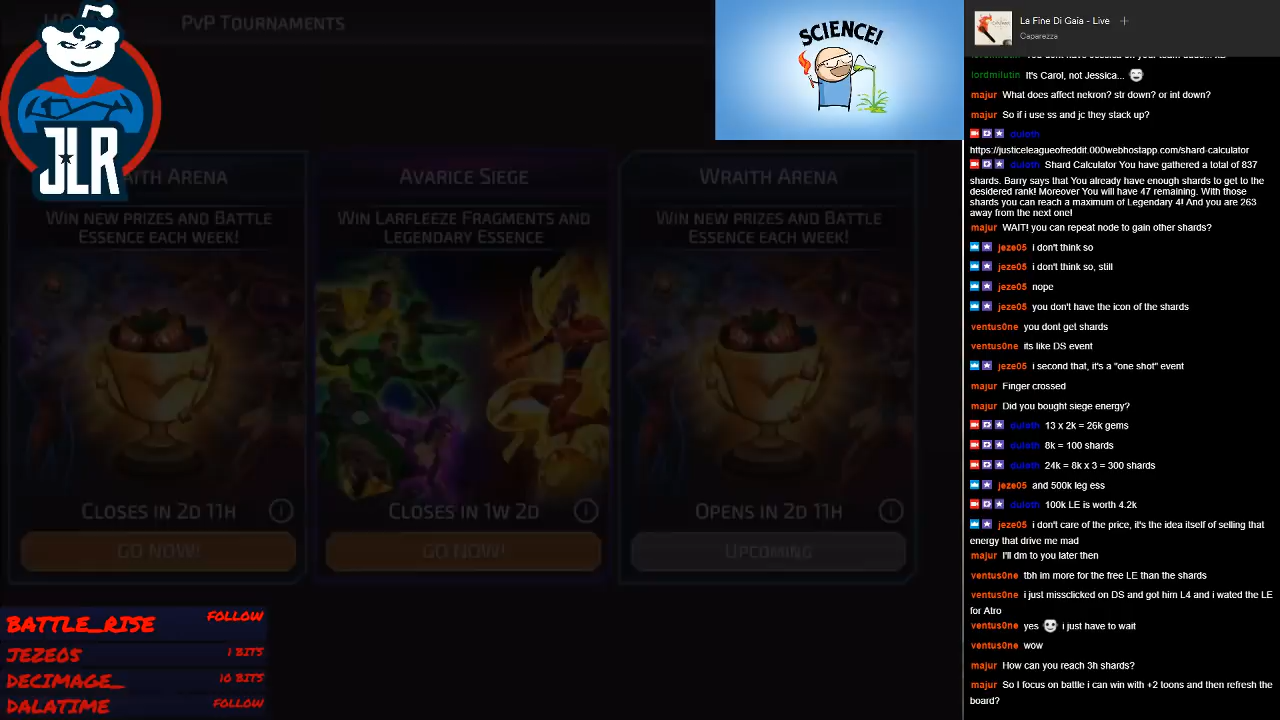 PvP Tournaments
SCIENCE!
JLR
La Fine Di Gaia - Live
Caparezza
WRAITH ARENA
WIN NEW PRIZES AND BATTLE
ESSENCE EACH WEEK!
CLOSES IN 2D 11H
GO NOW!
AVARICE SIEGE
WIN LARFLEEZE FRAGMENTS AND
LEGENDARY ESSENCE
CLOSES IN 1W 2D
GO NOW!
WRAITH ARENA
WIN NEW PRIZES AND BATTLE
ESSENCE EACH WEEK!
OPENS IN 2D 11H
UPCOMING
BATTLE_RISE FOLLOW
JEZE05 1 BITS
DECIMAGE_ 10 BITS
DALATIME FOLLOW
lordmilutin It's Carol, not Jessica...
majur What does affect nekron? str down? or int down?
majur So if i use ss and jc they stack up?
duloth
https://justiceleagueofreddit.000webhostapp.com/shard-calculator
duloth Shard Calculator You have gathered a total of 837
shards. Barry says that You already have enough shards to get to the
desidered rank! Moreover You will have 47 remaining. With those
shards you can reach a maximum of Legendary 4! And you are 263
away from the next one!
majur WAIT! you can repeat node to gain other shards?
jeze05 i don't think so
jeze05 i don't think so, still
jeze05 nope
jeze05 you don't have the icon of the shards
ventus0ne you dont get shards
ventus0ne its like DS event
jeze05 i second that, it's a "one shot" event
majur Finger crossed
majur Did you bought siege energy?
duloth 13 x 2k = 26k gems
duloth 8k = 100 shards
duloth 24k = 8k x 3 = 300 shards
jeze05 and 500k leg ess
duloth 100k LE is worth 4.2k
jeze05 i don't care of the price, it's the idea itself of selling that
energy that drive me mad
majur I'll dm to you later then
ventus0ne tbh im more for the free LE than the shards
ventus0ne i just missclicked on DS and got him L4 and i wated the LE
for Atro
ventus0ne yes i just have to wait
ventus0ne wow
majur How can you reach 3h shards?
majur So I focus on battle i can win with +2 toons and then refresh the
board?